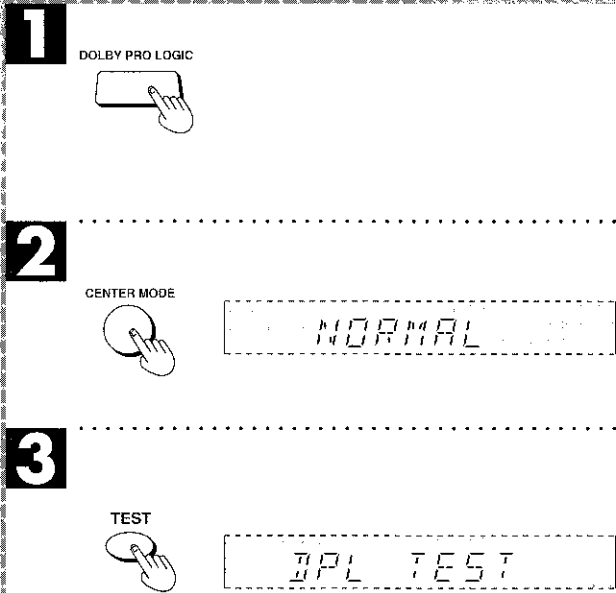 1
DOLBY PRO LOGIC
2
CENTER MODE
NORMAL
3
TEST
DPL TEST